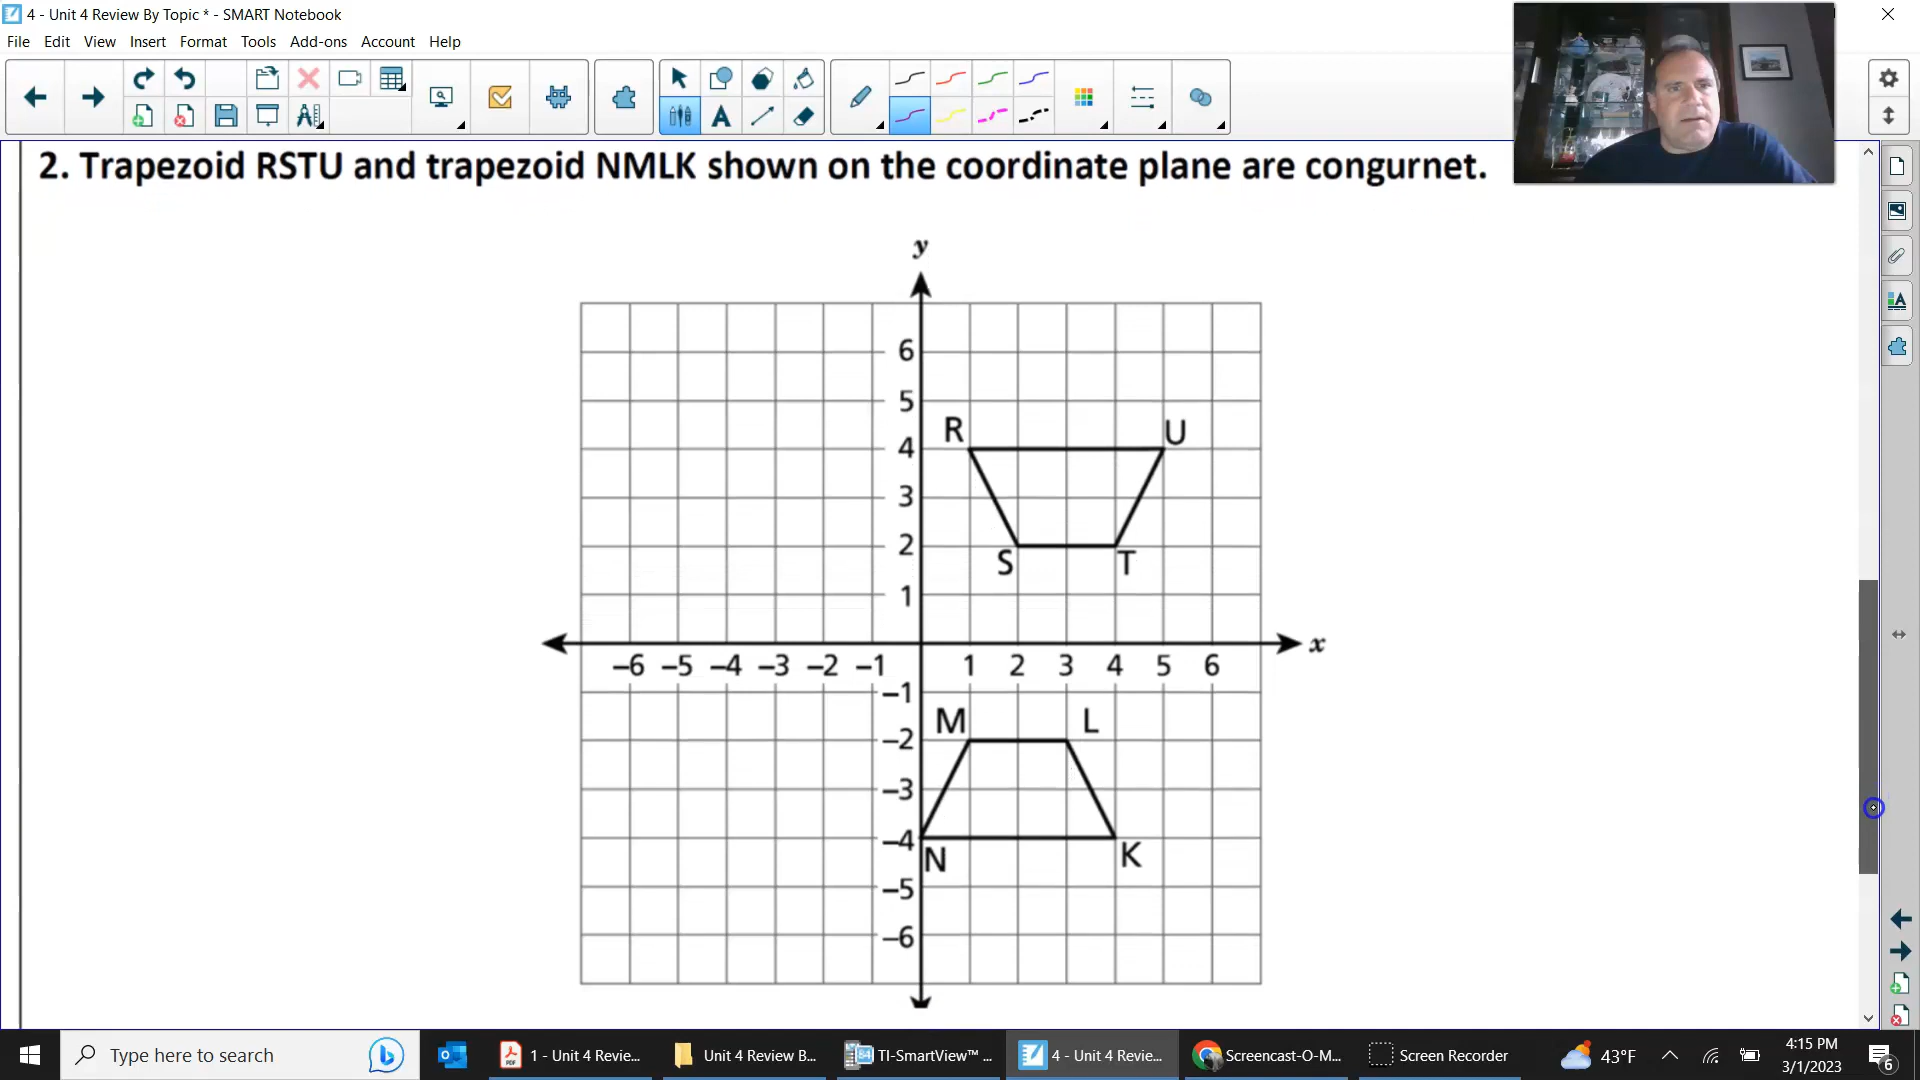 4 - Unit 4 Review By Topic * - SMART Notebook
File Edit View Insert Format Tools Add-ons Account Help
2. Trapezoid RSTU and trapezoid NMLK shown on the coordinate plane are congurnet.
y
6
5
R U
4
3
2
S T
1
x
–6 –5 –4 –3 –2 –1 1 2 3 4 5 6
–1
M L
–2
–3
–4
N K
–5
–6
Type here to search
1 - Unit 4 Revie...
Unit 4 Review B...
TI-SmartView™ ...
4 - Unit 4 Revie...
Screencast-O-M...
Screen Recorder
43°F
4:15 PM
3/1/2023
6